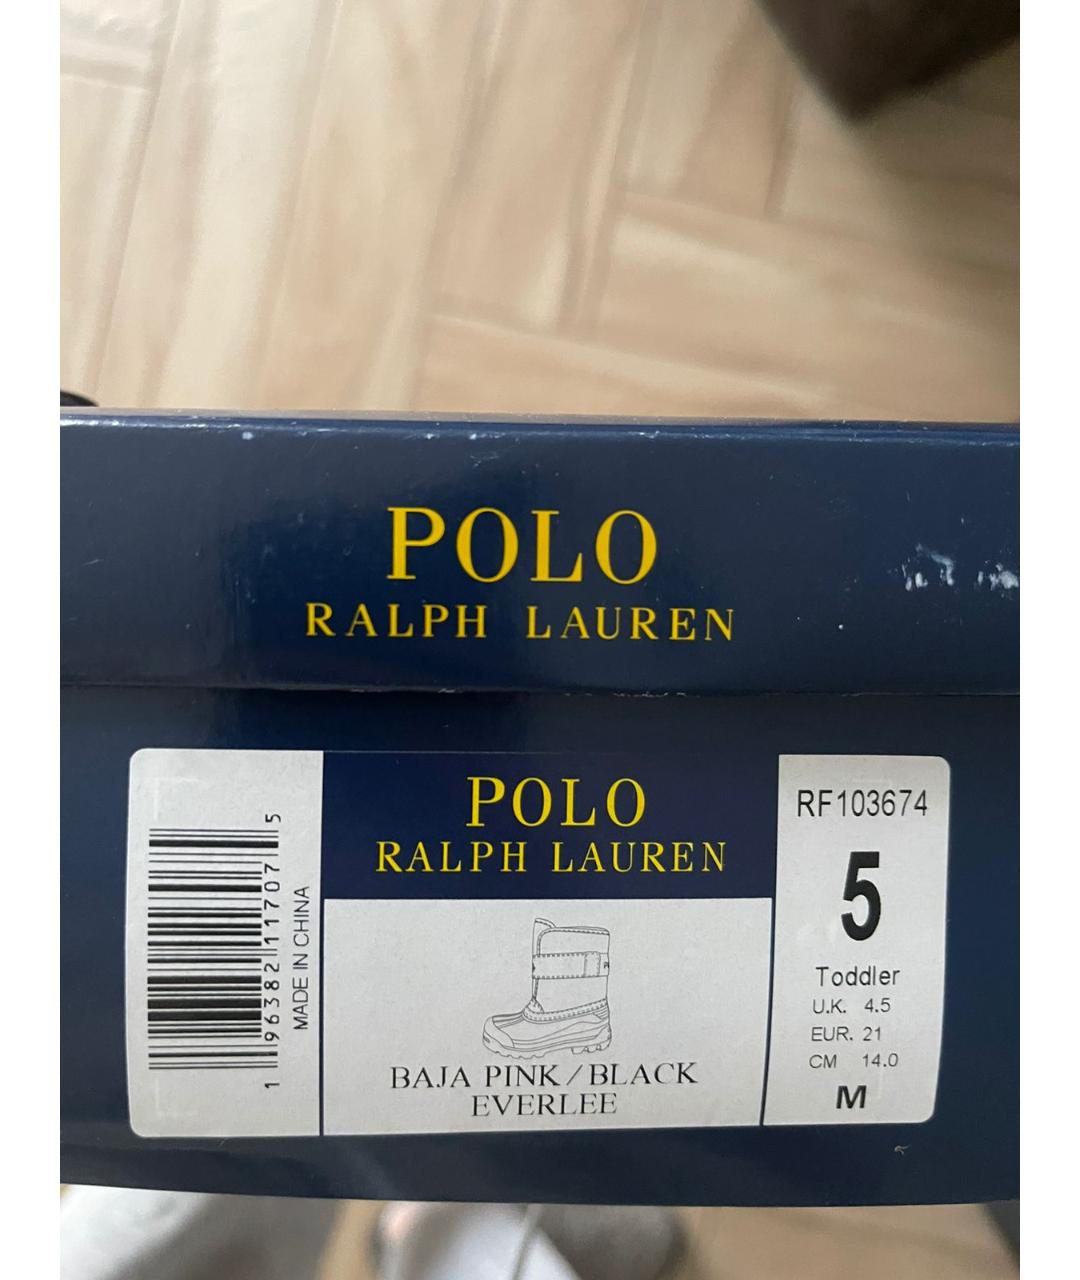 POLO
RALPH LAUREN
1 96382 11707 5
MADE IN CHINA
POLO
RALPH LAUREN
BAJA PINK/BLACK
EVERLEE
RF103674
5
Toddler
U.K. 4.5
EUR. 21
CM 14.0
M